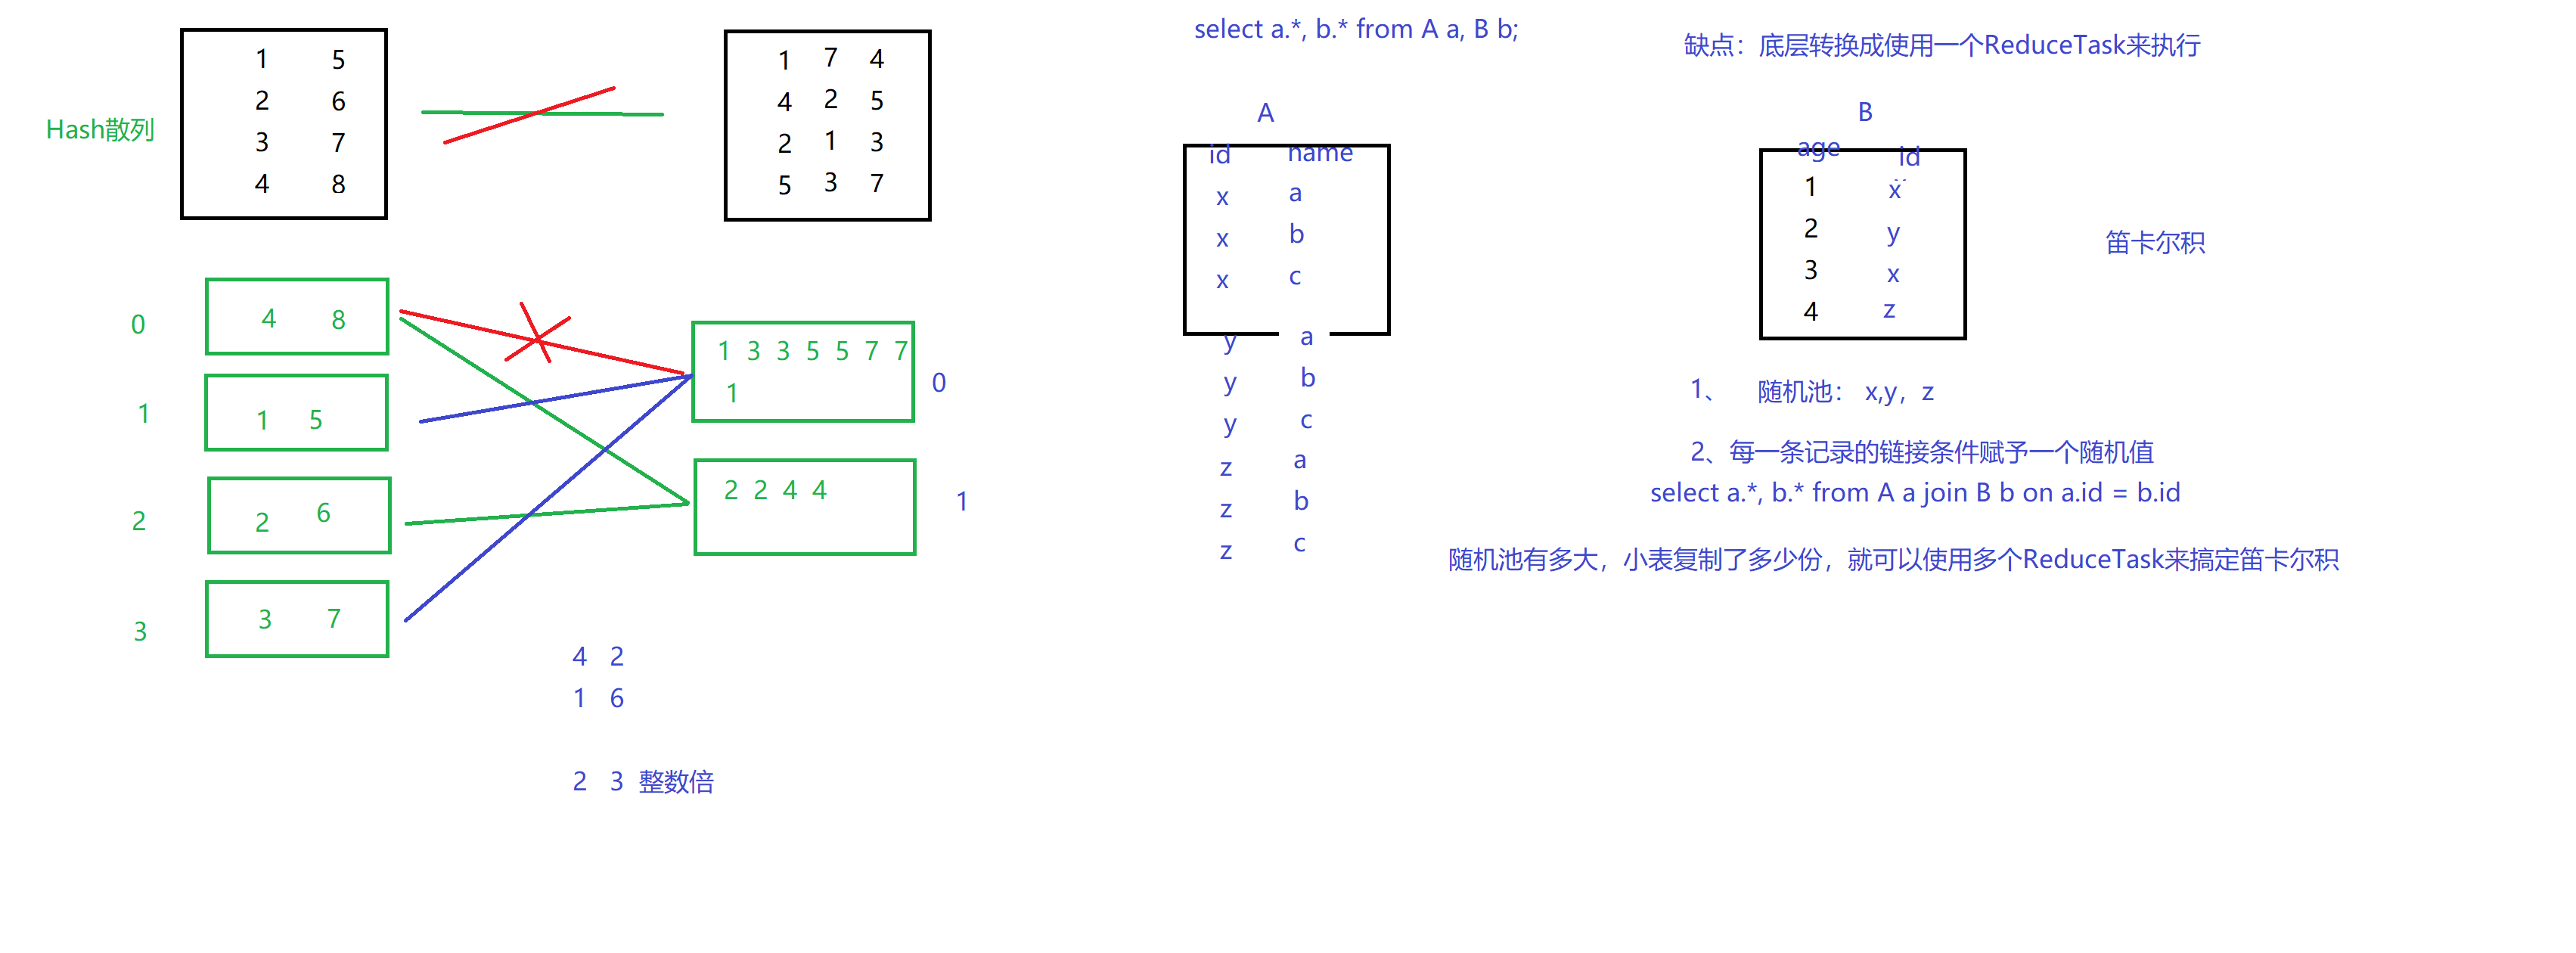 Hash散列
1 5
2 6
3 7
4 8
1 7 4
4 2 5
2 1 3
5 3 7
0
4 8
1
1 5
2
2 6
3
3 7
1 3 3 5 5 7 7
1
0
2 2 4 4
1
4 2
1 6
2 3 整数倍
select a.*, b.* from A a, B b;
A
id name
x a
x b
x c
y a
y b
y c
z a
z b
z c
缺点：底层转换成使用一个ReduceTask来执行
B
age id
1 x
2 y
3 x
4 z
笛卡尔积
1、 随机池： x,y，z
2、每一条记录的链接条件赋予一个随机值
select a.*, b.* from A a join B b on a.id = b.id
随机池有多大，小表复制了多少份，就可以使用多个ReduceTask来搞定笛卡尔积